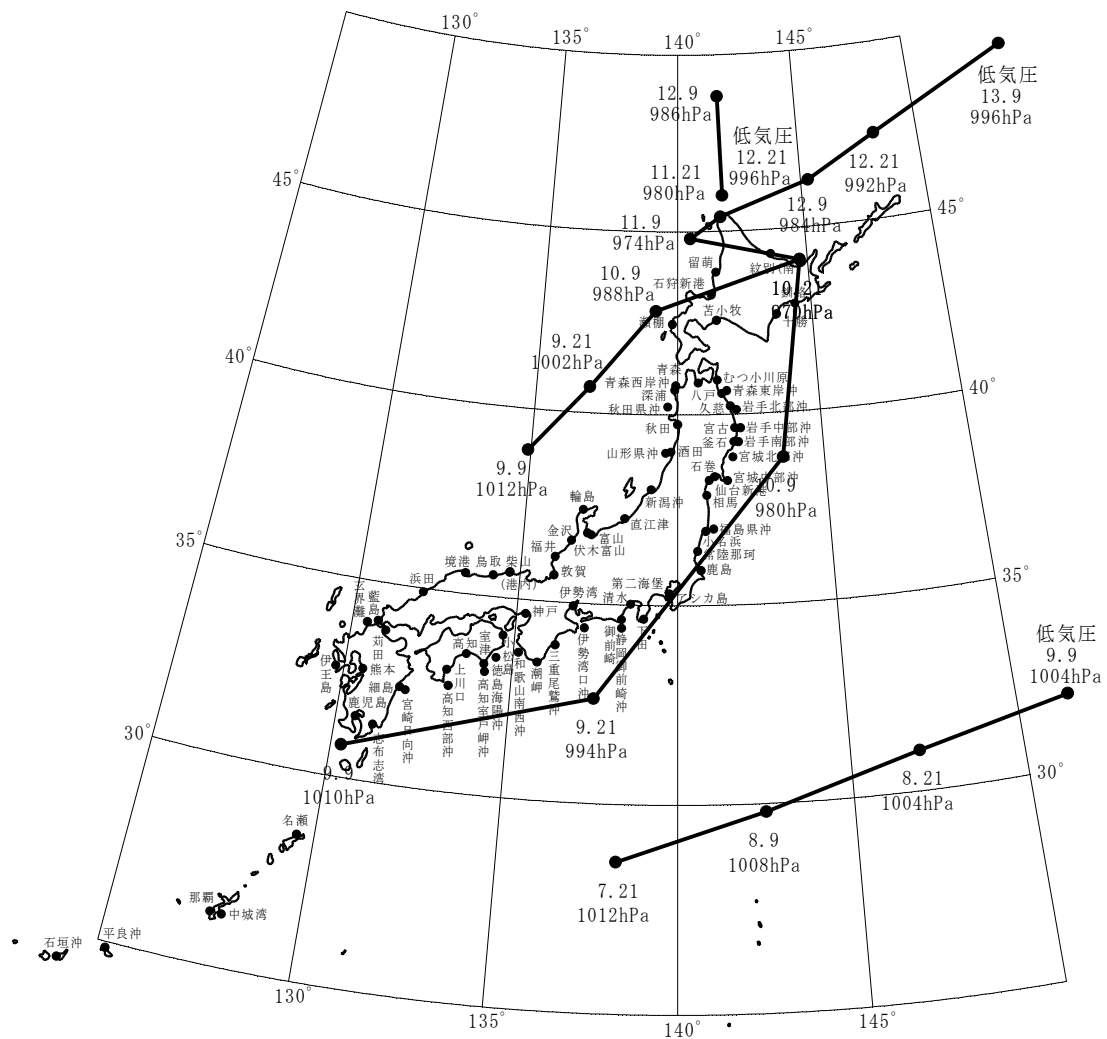 130°
135°
140°
145°
低気圧
13.9
996hPa
12.9
986hPa
低気圧
12.21
996hPa
11.21
980hPa
12.21
992hPa
45°
45°
12.9
984hPa
11.9
974hPa
留萌
紋別(南)
石狩新港
10.9
988hPa
10.21
970hPa
釧路
十勝
苫小牧
瀬棚
9.21
1002hPa
40°
40°
青森
青森西岸沖
深浦
むつ小川原
青森東岸沖
八戸
久慈
岩手北部沖
秋田県沖
秋田
宮古
岩手中部沖
釜石
岩手南部沖
山形県沖
酒田
宮城北部沖
石巻
宮城中部沖
仙台新港
相馬
10.9
980hPa
9.9
1012hPa
輪島
新潟沖
直江津
金沢
富山
伏木富山
福井
福島県沖
小名浜
常陸那珂
鹿島
35°
35°
境港
鳥取
柴山
(港内)
敦賀
浜田
玄界灘
藍島
伊勢湾
第二海堡
清水
アシカ島
神戸
苅田
高知
室津
小松島
御前崎
静岡御前崎沖
下田
伊勢湾口沖
三重尾鷲沖
潮岬
和歌山南西沖
徳島海陽沖
高知室戸岬沖
上川口
高知西部沖
伊王島
熊本
細島
鹿児島
宮崎日向沖
志布志湾
低気圧
9.9
1004hPa
9.21
994hPa
30°
30°
9.9
1010hPa
8.21
1004hPa
8.9
1008hPa
7.21
1012hPa
名瀬
那覇
中城湾
石垣沖
平良沖
130°
135°
140°
145°